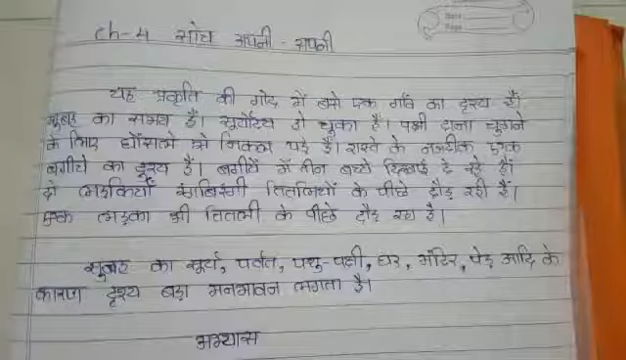 Ch-4 सोच अपनी-अपनी
यह प्रकृति की गोद में बसे एक गाँव का दृश्य है।
सुबह का समय है। सूर्योदय हो चुका है। पक्षी दाना चुगने
के लिए घोंसलों से निकल पड़े हैं। रास्ते के नजदीक एक
बगीचे का दृश्य है। बगीचे में तीन बच्चे दिखाई दे रहे हैं।
दो लड़कियाँ रंगबिरंगी तितलियों के पीछे दौड़ रही हैं।
एक लड़का भी तितली के पीछे दौड़ रहा है।
सुबह का सूर्य, पर्वत, पशु-पक्षी, घर, मंदिर, पेड़ आदि के
कारण दृश्य बड़ा मनभावन लगता है।
अभ्यास